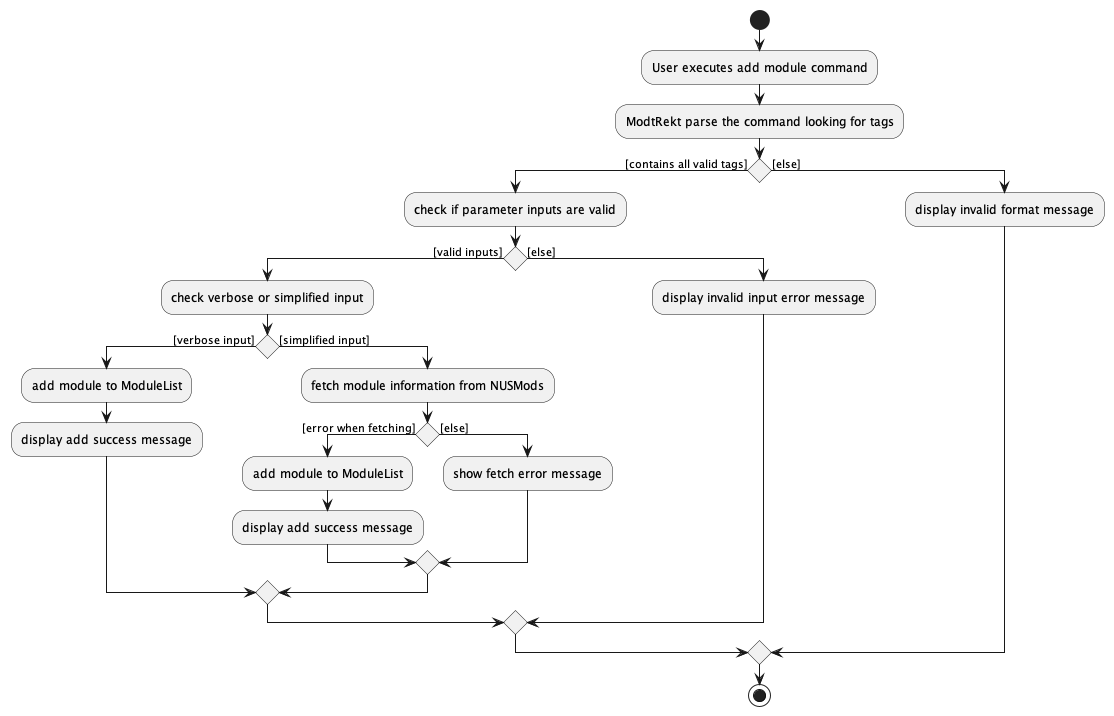 User executes add module command
ModtRekt parse the command looking for tags
[contains all valid tags]
[else]
check if parameter inputs are valid
display invalid format message
[valid inputs]
[else]
check verbose or simplified input
display invalid input error message
[verbose input]
[simplified input]
add module to ModuleList
fetch module information from NUSMods
display add success message
[error when fetching]
[else]
add module to ModuleList
show fetch error message
display add success message